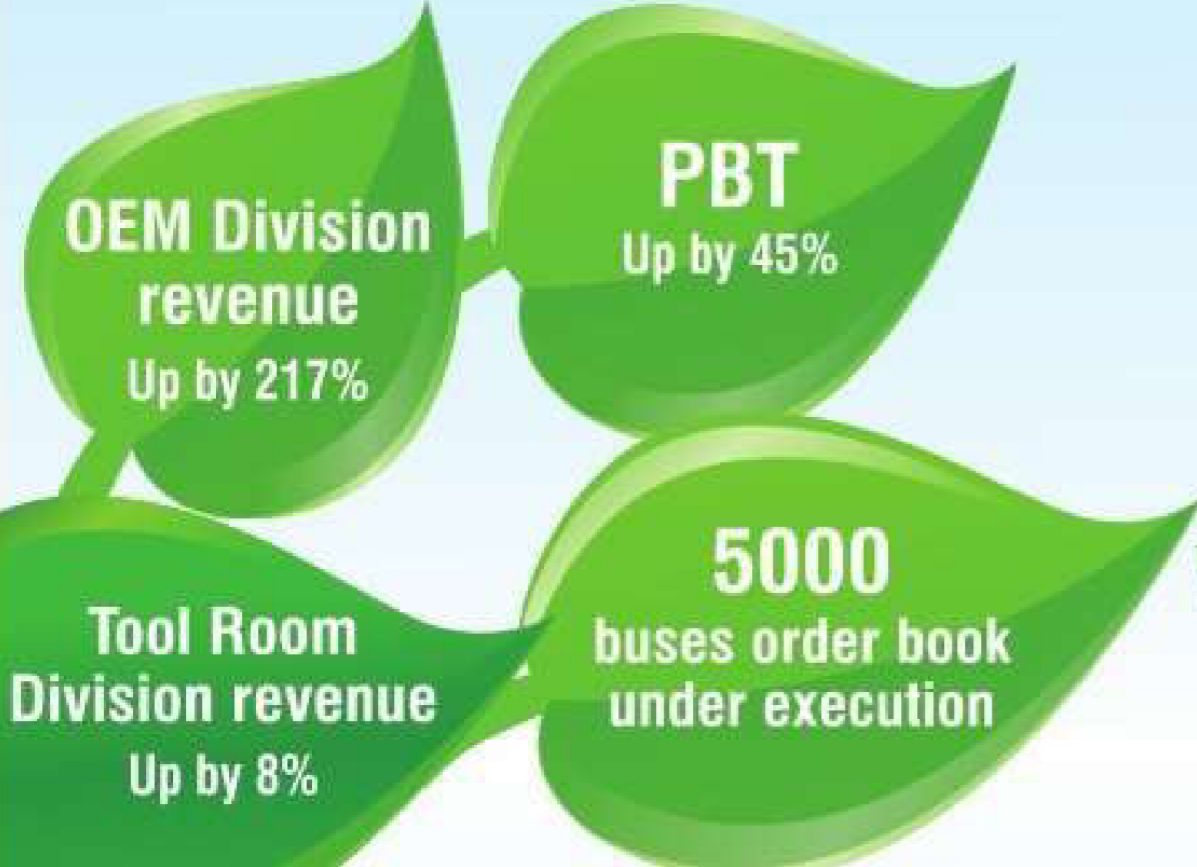 OEM Division
revenue
Up by 217%
PBT
Up by 45%
Tool Room
Division revenue
Up by 8%
5000
buses order book
under execution